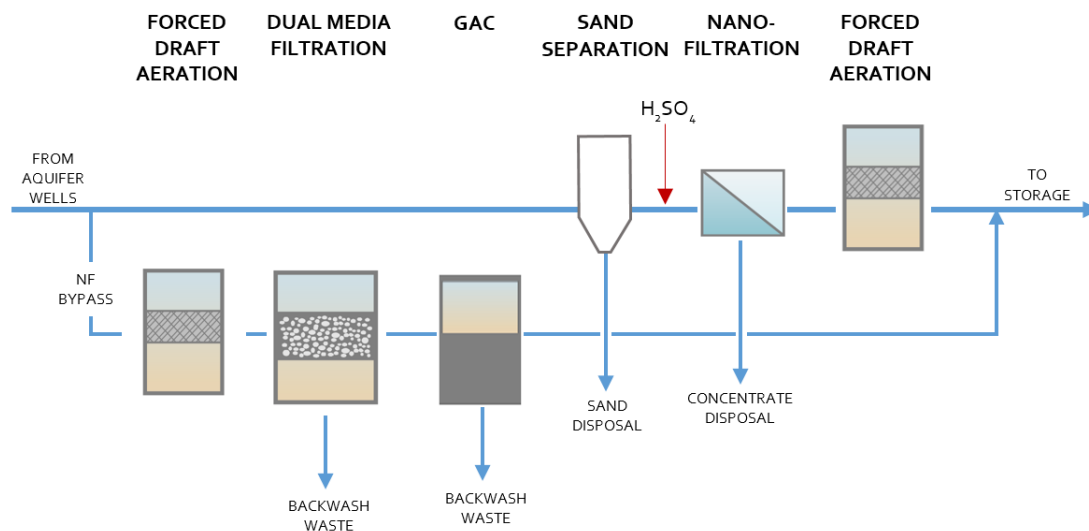 FORCED
DRAFT
AERATION
DUAL MEDIA
FILTRATION
GAC
SAND
SEPARATION
NANO-
FILTRATION
FORCED
DRAFT
AERATION
H₂SO₄
FROM
AQUIFER
WELLS
TO
STORAGE
NF
BYPASS
SAND
DISPOSAL
CONCENTRATE
DISPOSAL
BACKWASH
WASTE
BACKWASH
WASTE